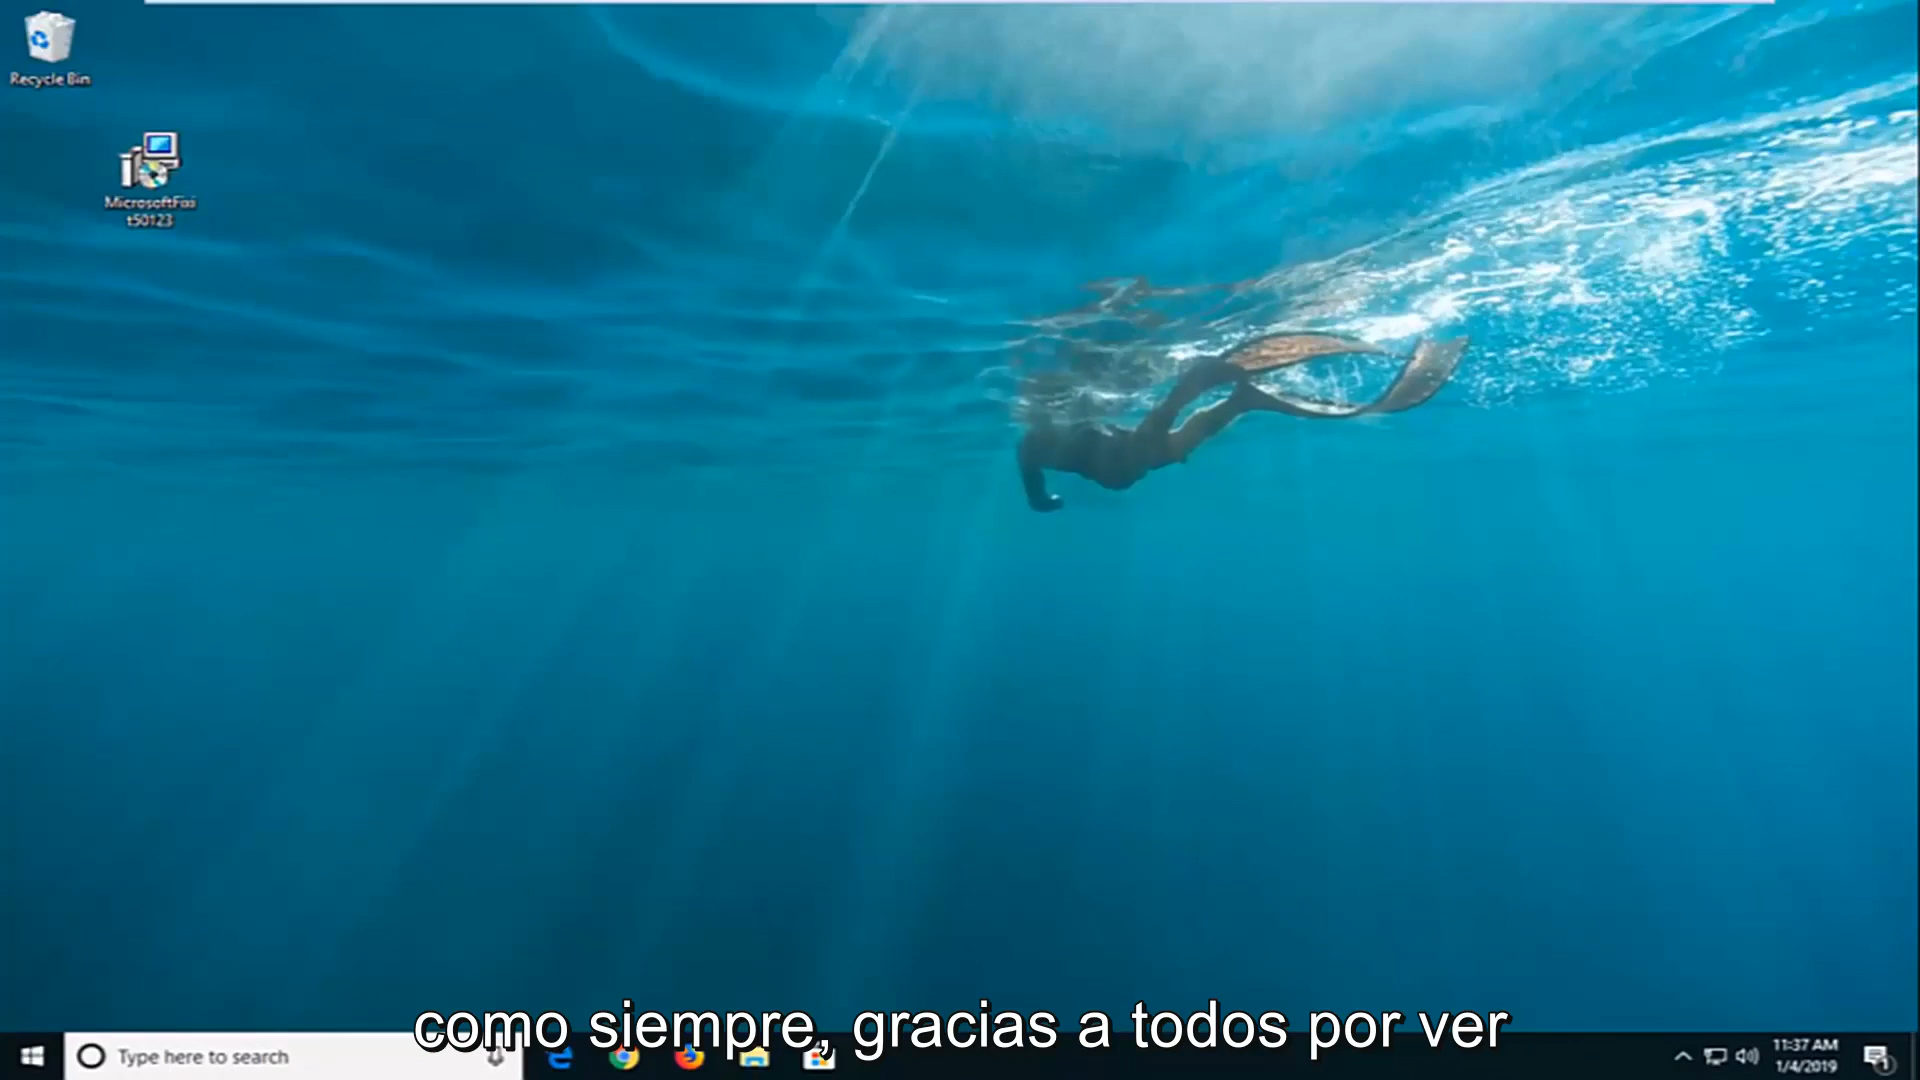 Recycle Bin
MicrosoftFixi
t50123
como siempre, gracias a todos por ver
Type here to search
11:37 AM
1/4/2019
1